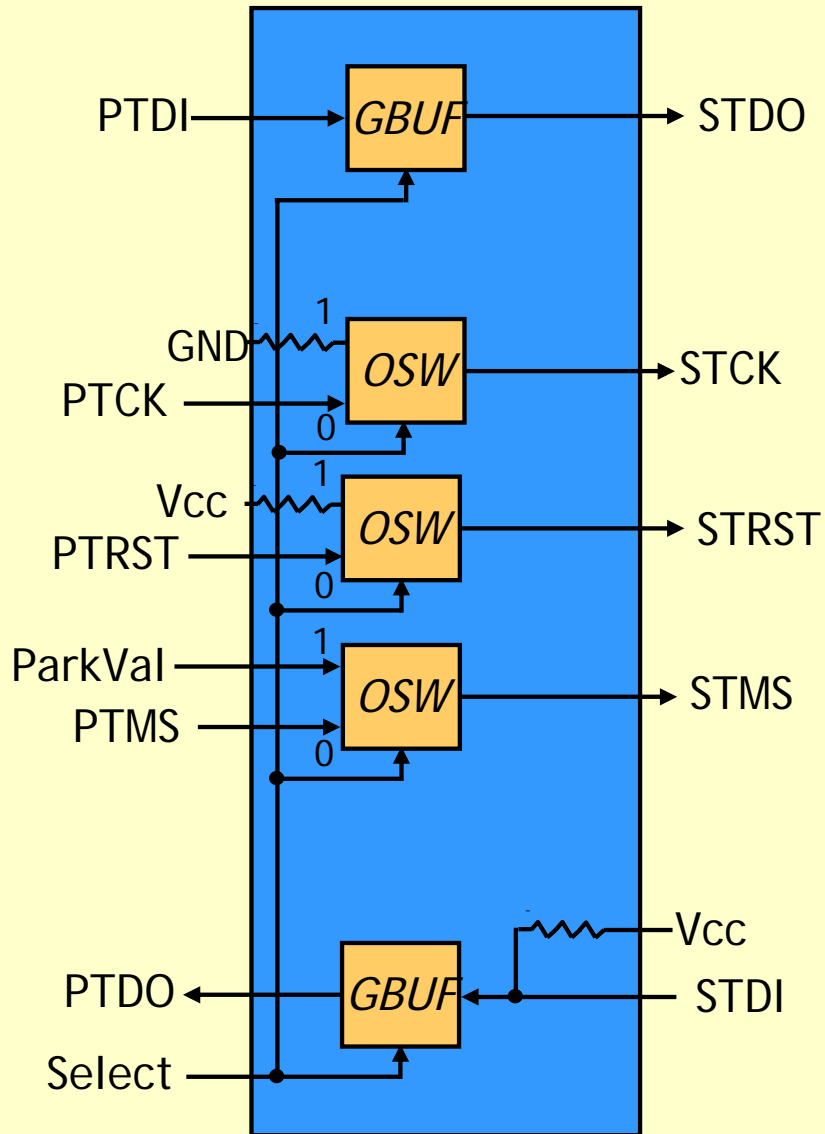 PTDI GBUF STDO
1
GND OSW STCK
PTCK
0
1
Vcc OSW STRST
PTRST
0
1
ParkVal OSW STMS
PTMS
0
Vcc
PTDO GBUF STDI
Select